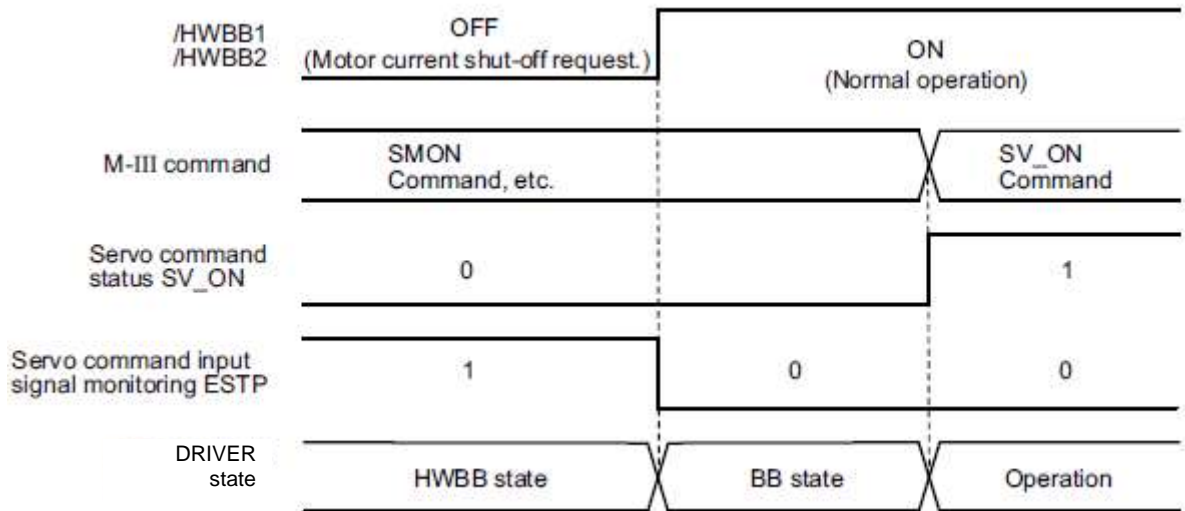 /HWBB1
/HWBB2
OFF
(Motor current shut-off request.)
ON
(Normal operation)
M-III command
SMON
Command, etc.
SV_ON
Command
Servo command
status SV_ON
0
1
Servo command input
signal monitoring ESTP
1
0
0
DRIVER
state
HWBB state
BB state
Operation